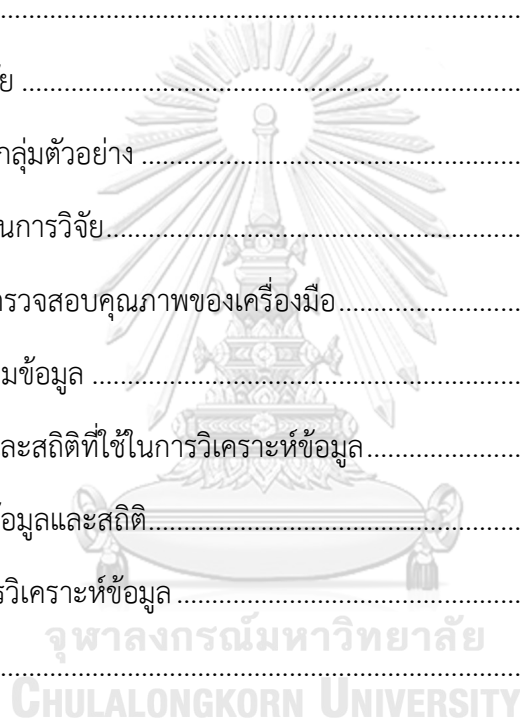 ....................................................................
ัย ....................................................................
กลุ่มตัวอย่าง ....................................................................
นการวิจัย....................................................................
ตรวจสอบคุณภาพของเครื่องมือ....................................................................
มข้อมูล ....................................................................
ละสถิติที่ใช้ในการวิเคราะห์ข้อมูล....................................................................
ข้อมูลและสถิติ....................................................................
รวิเคราะห์ข้อมูล ....................................................................
จุฬาลงกรณ์มหาวิทยาลัย
....................................................................
CHULALONGKORN UNIVERSITY